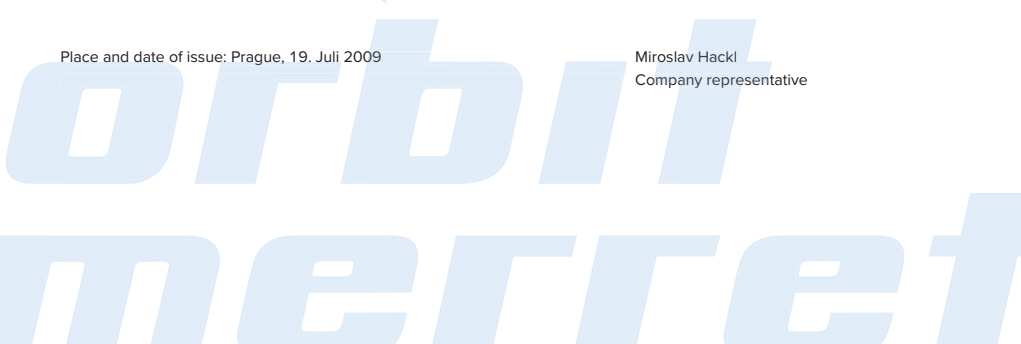 Place and date of issue: Prague, 19. Juli 2009
Miroslav Hackl
Company representative
orbit
merret